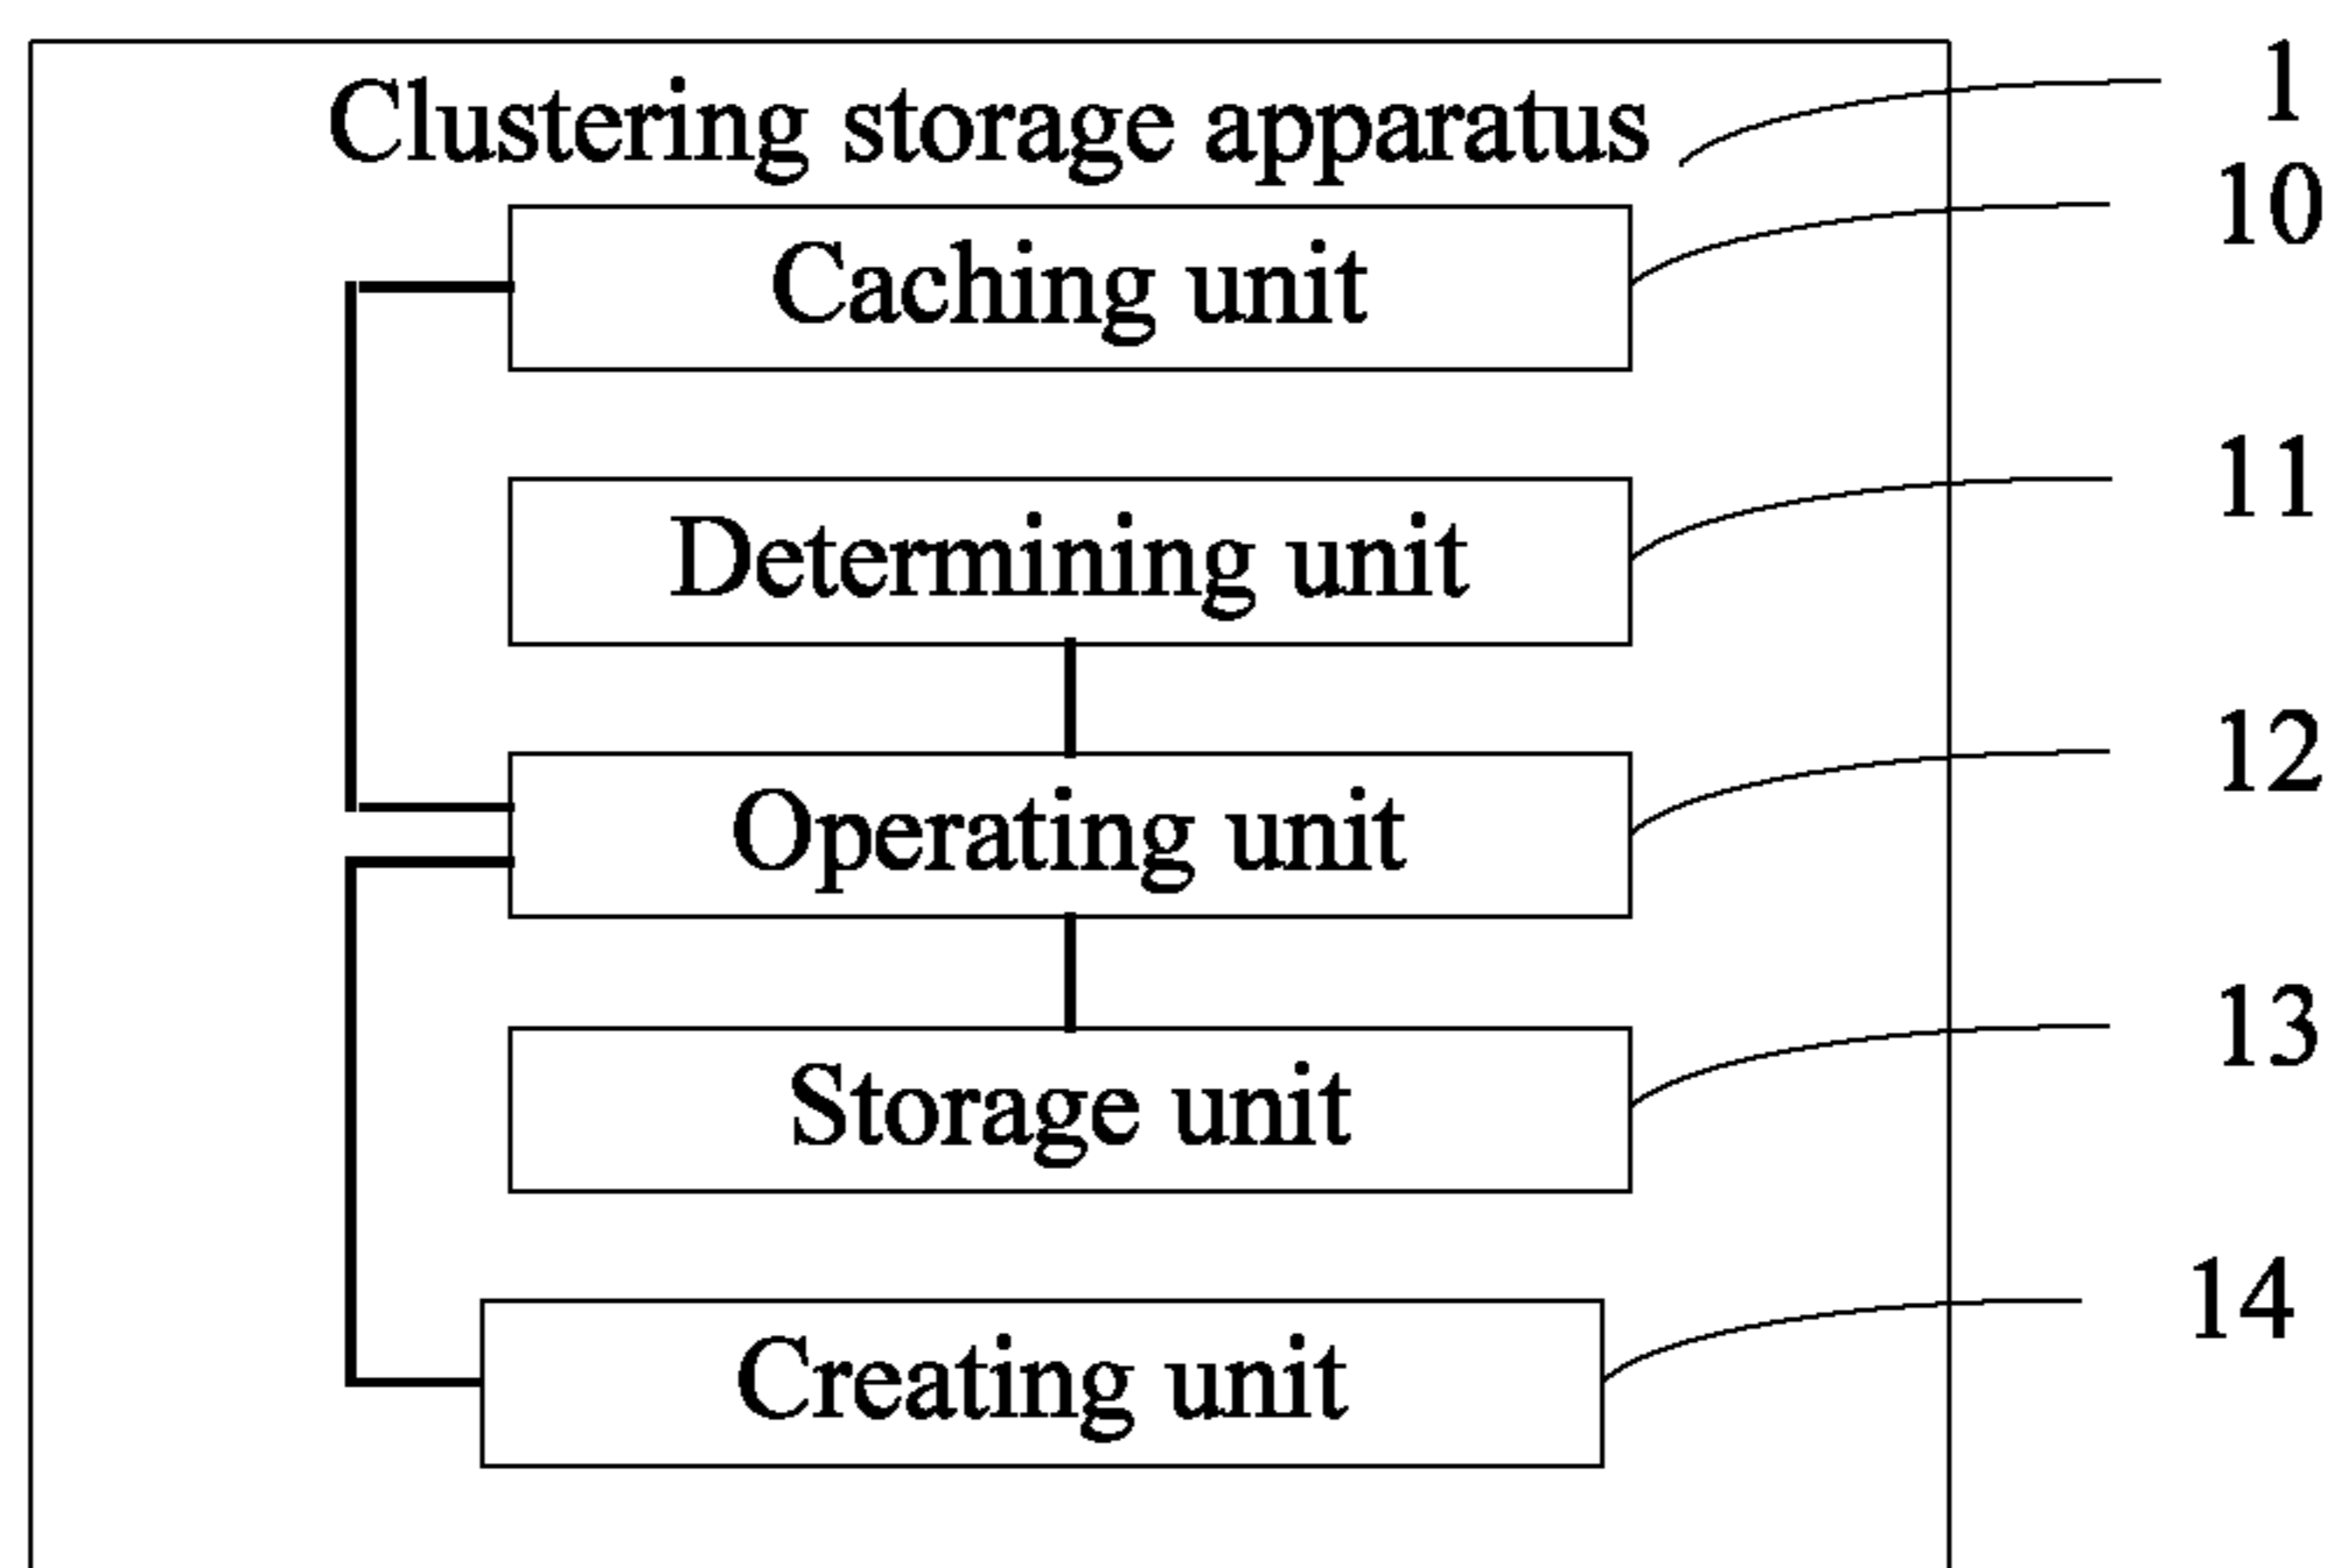 Clustering storage apparatus 1
Caching unit 10
Determining unit 11
Operating unit 12
Storage unit 13
Creating unit 14